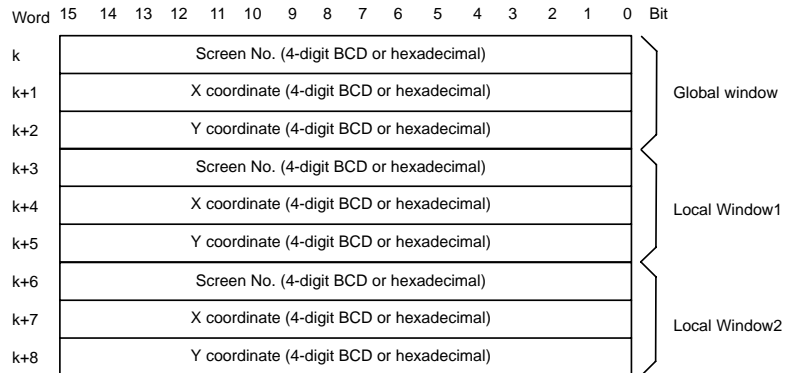 Word 15 14 13 12 11 10 9 8 7 6 5 4 3 2 1 0 Bit
k Screen No. (4-digit BCD or hexadecimal)
k+1 X coordinate (4-digit BCD or hexadecimal) Global window
k+2 Y coordinate (4-digit BCD or hexadecimal)
k+3 Screen No. (4-digit BCD or hexadecimal)
k+4 X coordinate (4-digit BCD or hexadecimal) Local Window1
k+5 Y coordinate (4-digit BCD or hexadecimal)
k+6 Screen No. (4-digit BCD or hexadecimal)
k+7 X coordinate (4-digit BCD or hexadecimal) Local Window2
k+8 Y coordinate (4-digit BCD or hexadecimal)